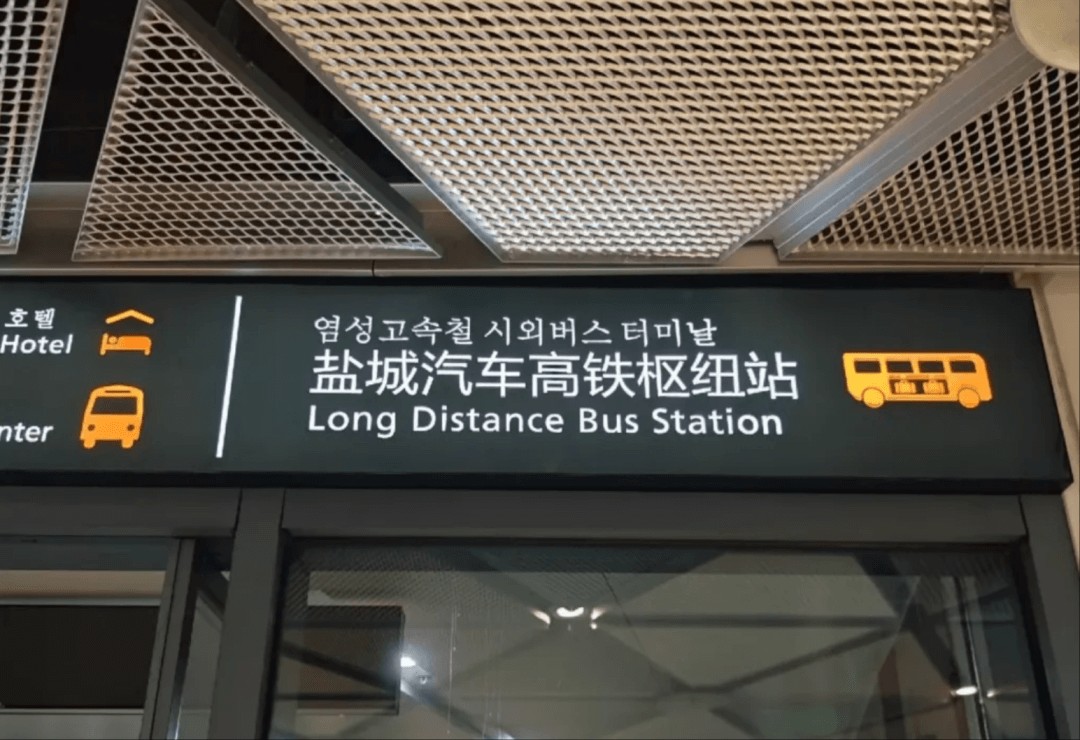 호텔
Hotel
염성고속철 시외버스 터미날
盐城汽车高铁枢纽站
Long Distance Bus Station